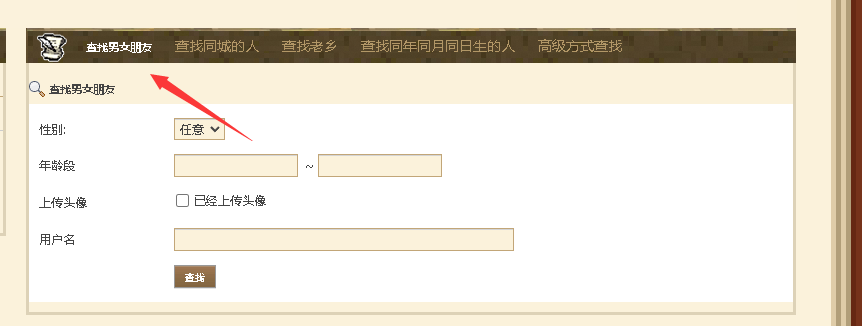 查找男女朋友 查找同城的人 查找老乡 查找同年同月同日生的人 高级方式查找
查找男女朋友
性别: 任意
年龄段 ~
上传头像 已经上传头像
用户名
查找